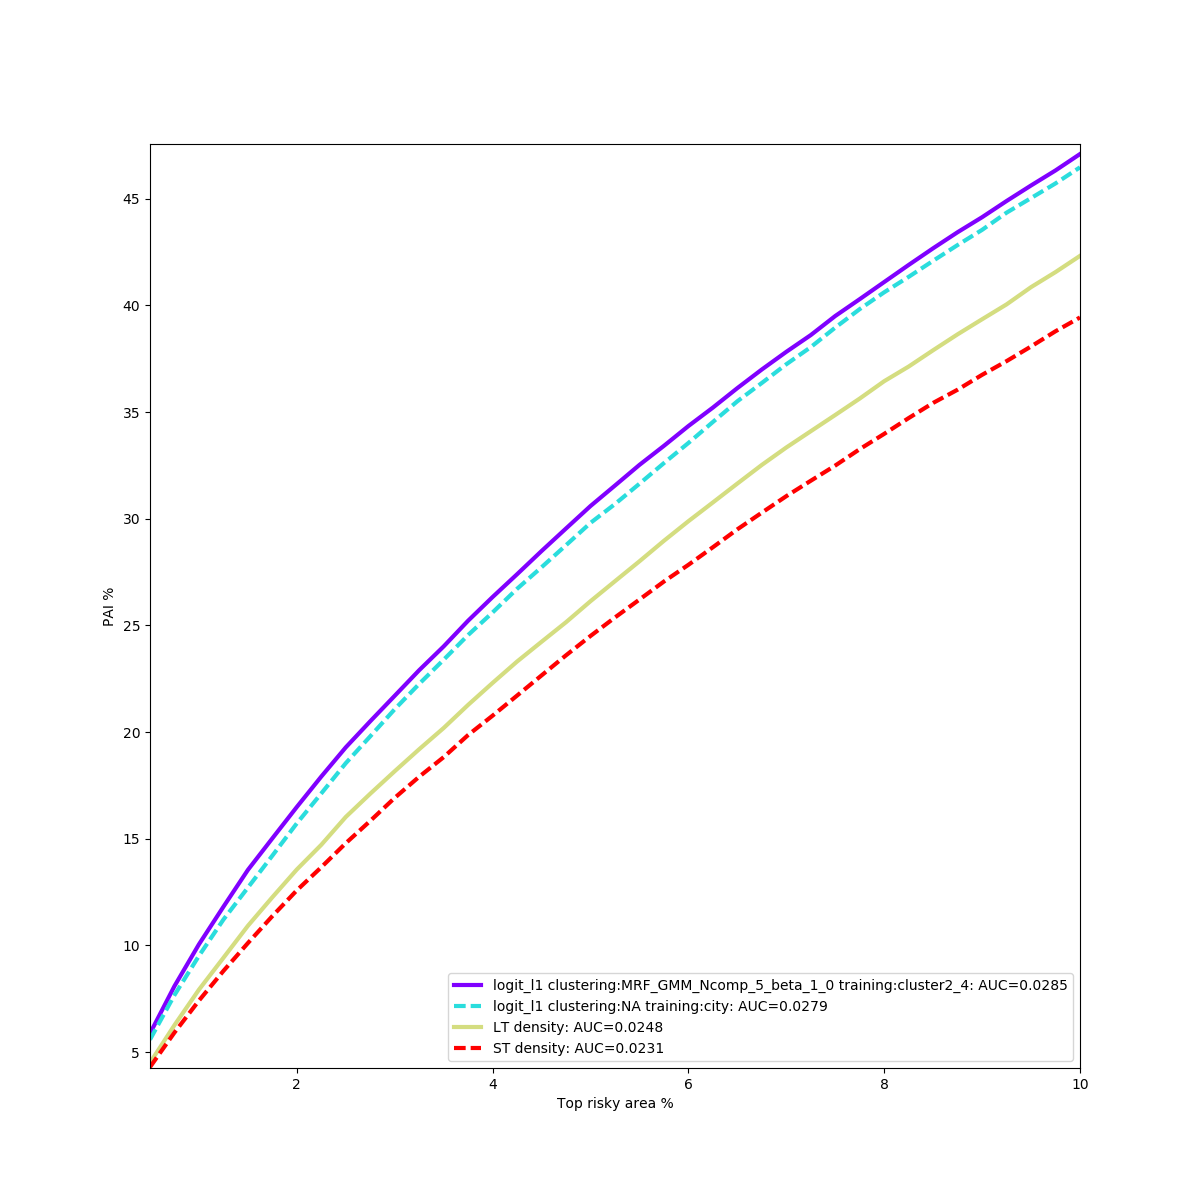 45
40
35
30
25
20
15
10
5
PAI %
2 4 6 8 10
Top risky area %
logit_l1 clustering:MRF_GMM_Ncomp_5_beta_1_0 training:cluster2_4: AUC=0.0285
logit_l1 clustering:NA training:city: AUC=0.0279
LT density: AUC=0.0248
ST density: AUC=0.0231